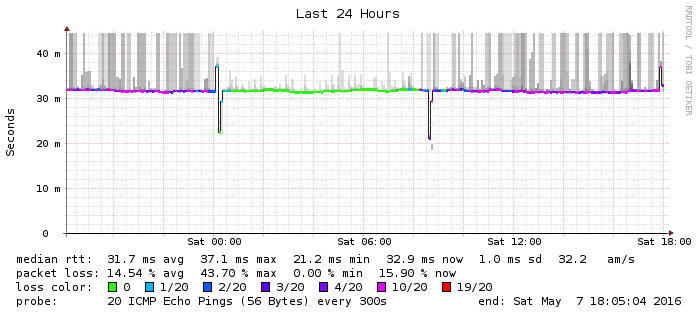 Last 24 Hours
RRDTOOL / TOBI OETIKER
Seconds
40 m
30 m
20 m
10 m
0
Sat 00:00 Sat 06:00 Sat 12:00 Sat 18:00
median rtt: 31.7 ms avg 37.1 ms max 21.2 ms min 32.9 ms now 1.0 ms sd 32.2 am/s
packet loss: 14.54 % avg 43.70 % max 0.00 % min 15.90 % now
loss color: 0 1/20 2/20 3/20 4/20 10/20 19/20
probe: 20 ICMP Echo Pings (56 Bytes) every 300s end: Sat May 7 18:05:04 2016